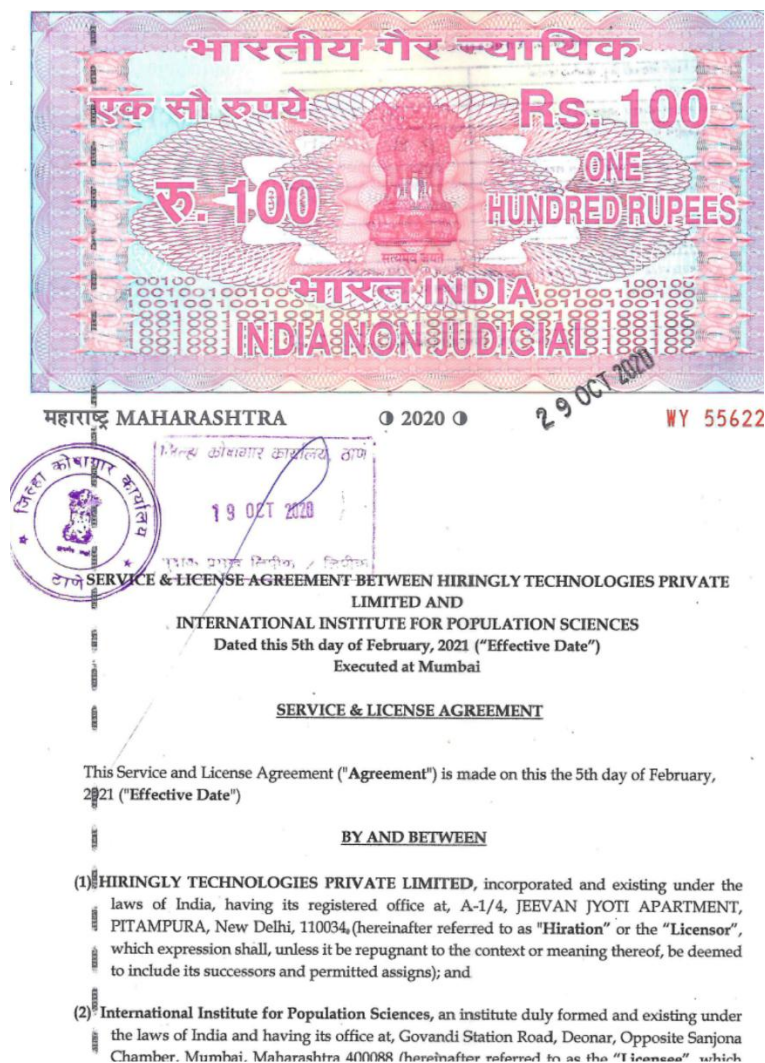 भारतीय गैर न्यायिक
एक सौ रुपये
Rs. 100
रु. 100
ONE
HUNDRED RUPEES
सत्यमेव जयते
भारत INDIA
INDIA NON JUDICIAL
29 OCT 2020
महाराष्ट्र MAHARASHTRA
2020
WY 55622
जिल्हा कोषागार कार्यालय, ठाणे
19 OCT 2020
जिल्हा कोषागार कार्यालय
ठाणे
SERVICE & LICENSE AGREEMENT BETWEEN HIRINGLY TECHNOLOGIES PRIVATE
LIMITED AND
INTERNATIONAL INSTITUTE FOR POPULATION SCIENCES
Dated this 5th day of February, 2021 (“Effective Date”)
Executed at Mumbai
SERVICE & LICENSE AGREEMENT
This Service and License Agreement ("Agreement") is made on this the 5th day of February,
2021 ("Effective Date")
BY AND BETWEEN
(1) HIRINGLY TECHNOLOGIES PRIVATE LIMITED, incorporated and existing under the
laws of India, having its registered office at, A-1/4, JEEVAN JYOTI APARTMENT,
PITAMPURA, New Delhi, 110034, (hereinafter referred to as "Hiration” or the “Licensor”,
which expression shall, unless it be repugnant to the context or meaning thereof, be deemed
to include its successors and permitted assigns); and
(2) International Institute for Population Sciences, an institute duly formed and existing under
the laws of India and having its office at, Govandi Station Road, Deonar, Opposite Sanjona
Chamber, Mumbai, Maharashtra 400088 (hereinafter referred to as the “Licensee”, which